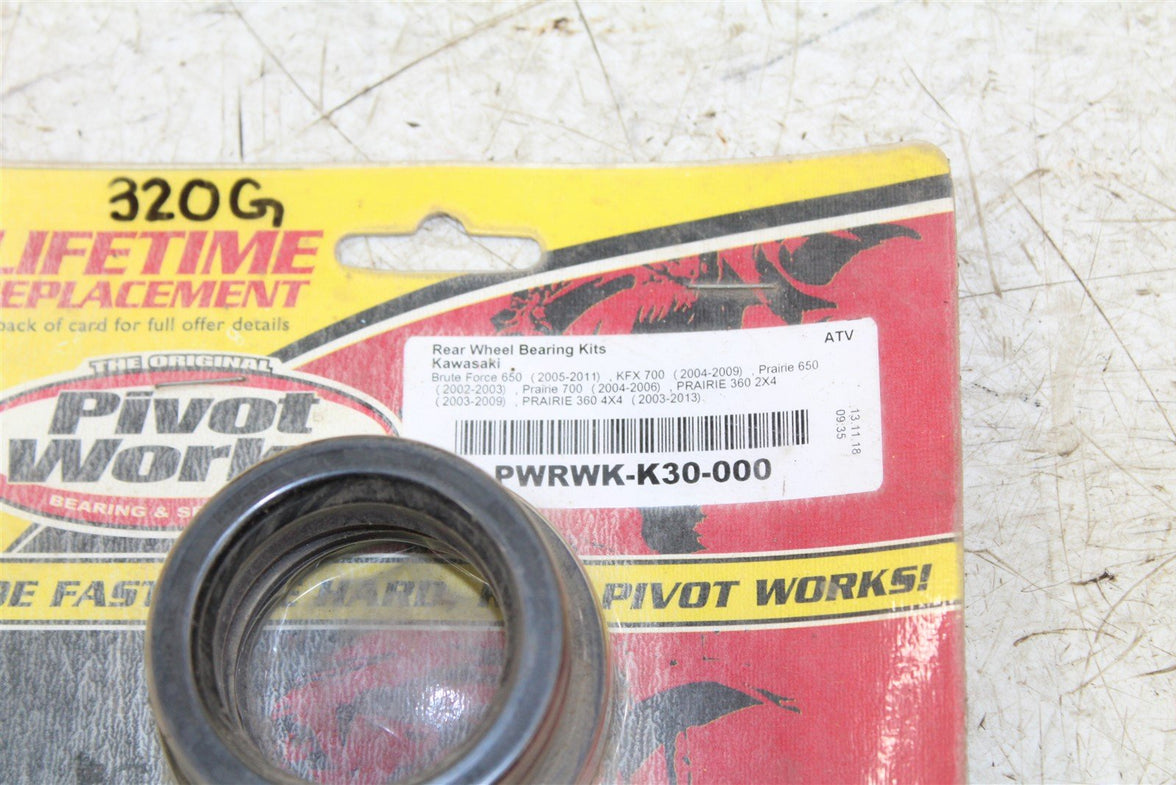 320G
LIFETIME
REPLACEMENT
back of card for full offer details
THE ORIGINAL
Pivot
Works
BEARING &
ATV
Rear Wheel Bearing Kits
Kawasaki
Brute Force 650 (2005-2011) , KFX 700 (2004-2009) , Prairie 650
(2002-2003) , Prairie 700 (2004-2006) , PRAIRIE 360 2X4
(2003-2009) , PRAIRIE 360 4X4 (2003-2013)
13.11.18
09:35
PWRWK-K30-000
FAST HARD, PIVOT WORKS!